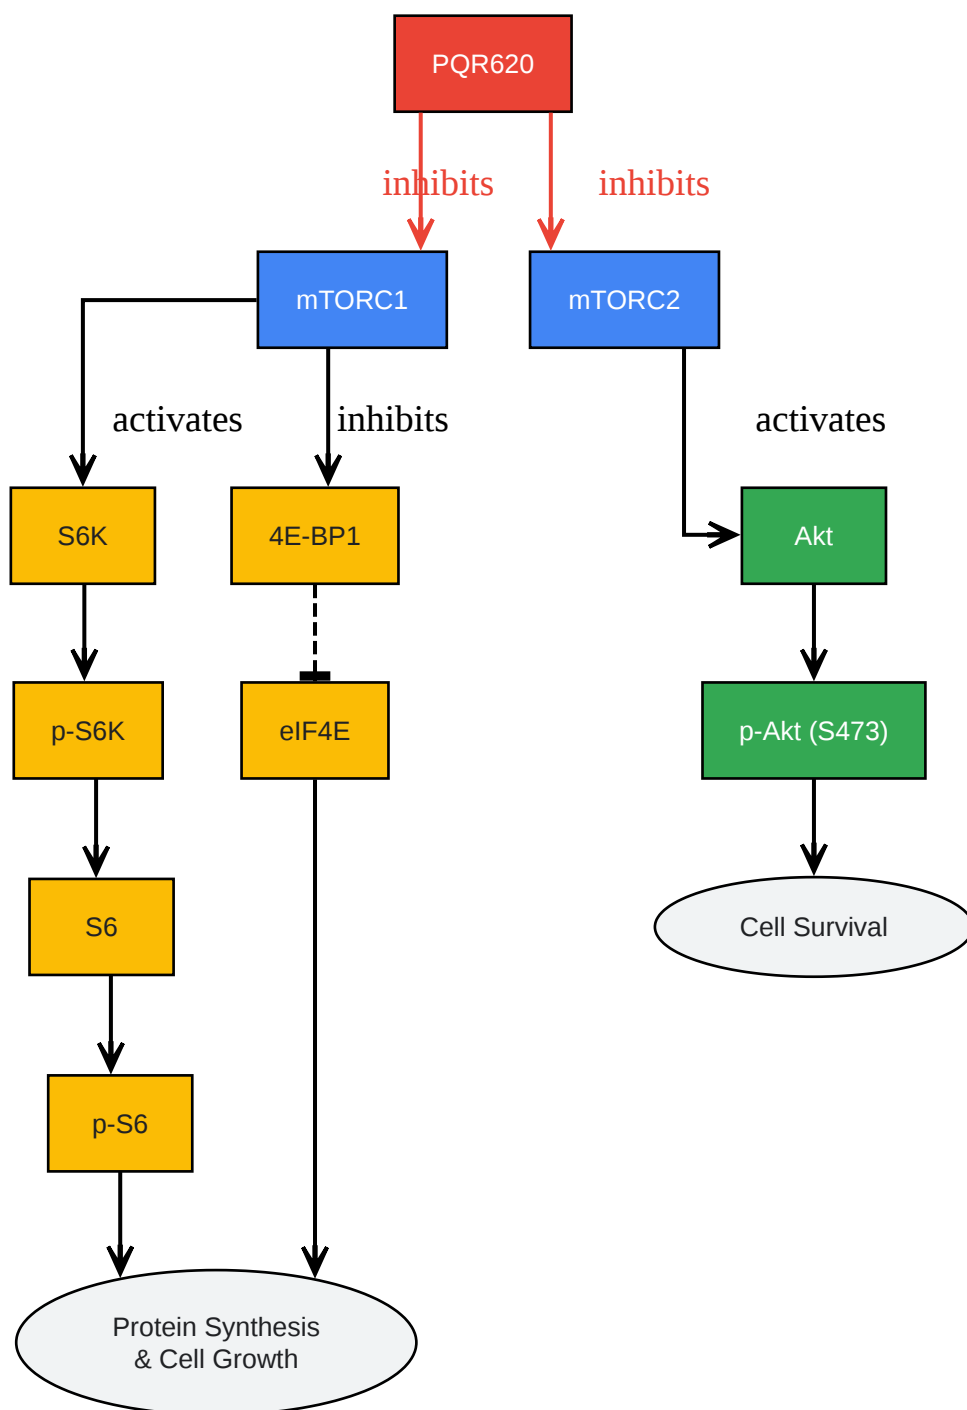 PQR620
inhibits
inhibits
mTORC1
mTORC2
activates
inhibits
activates
S6K
4E-BP1
Akt
p-S6K
eIF4E
p-Akt (S473)
S6
Cell Survival
p-S6
Protein Synthesis
& Cell Growth